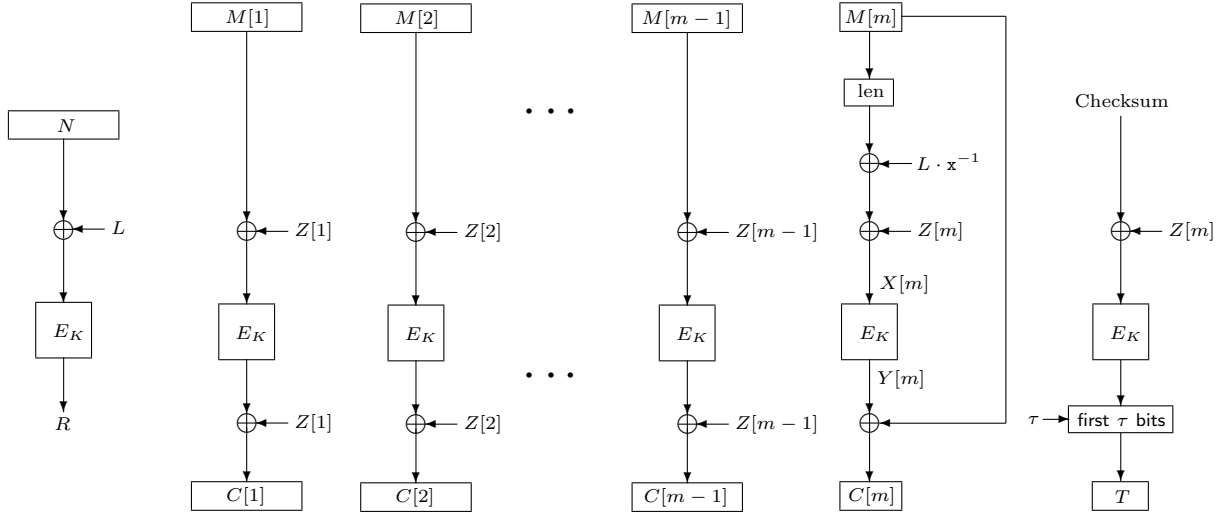 M[1] M[2] M[m − 1] M[m]
len
· · ·
Checksum
N
L · x⁻¹
L Z[1] Z[2] Z[m − 1] Z[m] Z[m]
X[m]
E_K E_K E_K E_K E_K E_K
Y[m]
· · ·
R Z[1] Z[2] Z[m − 1] τ first τ bits
C[1] C[2] C[m − 1] C[m] T